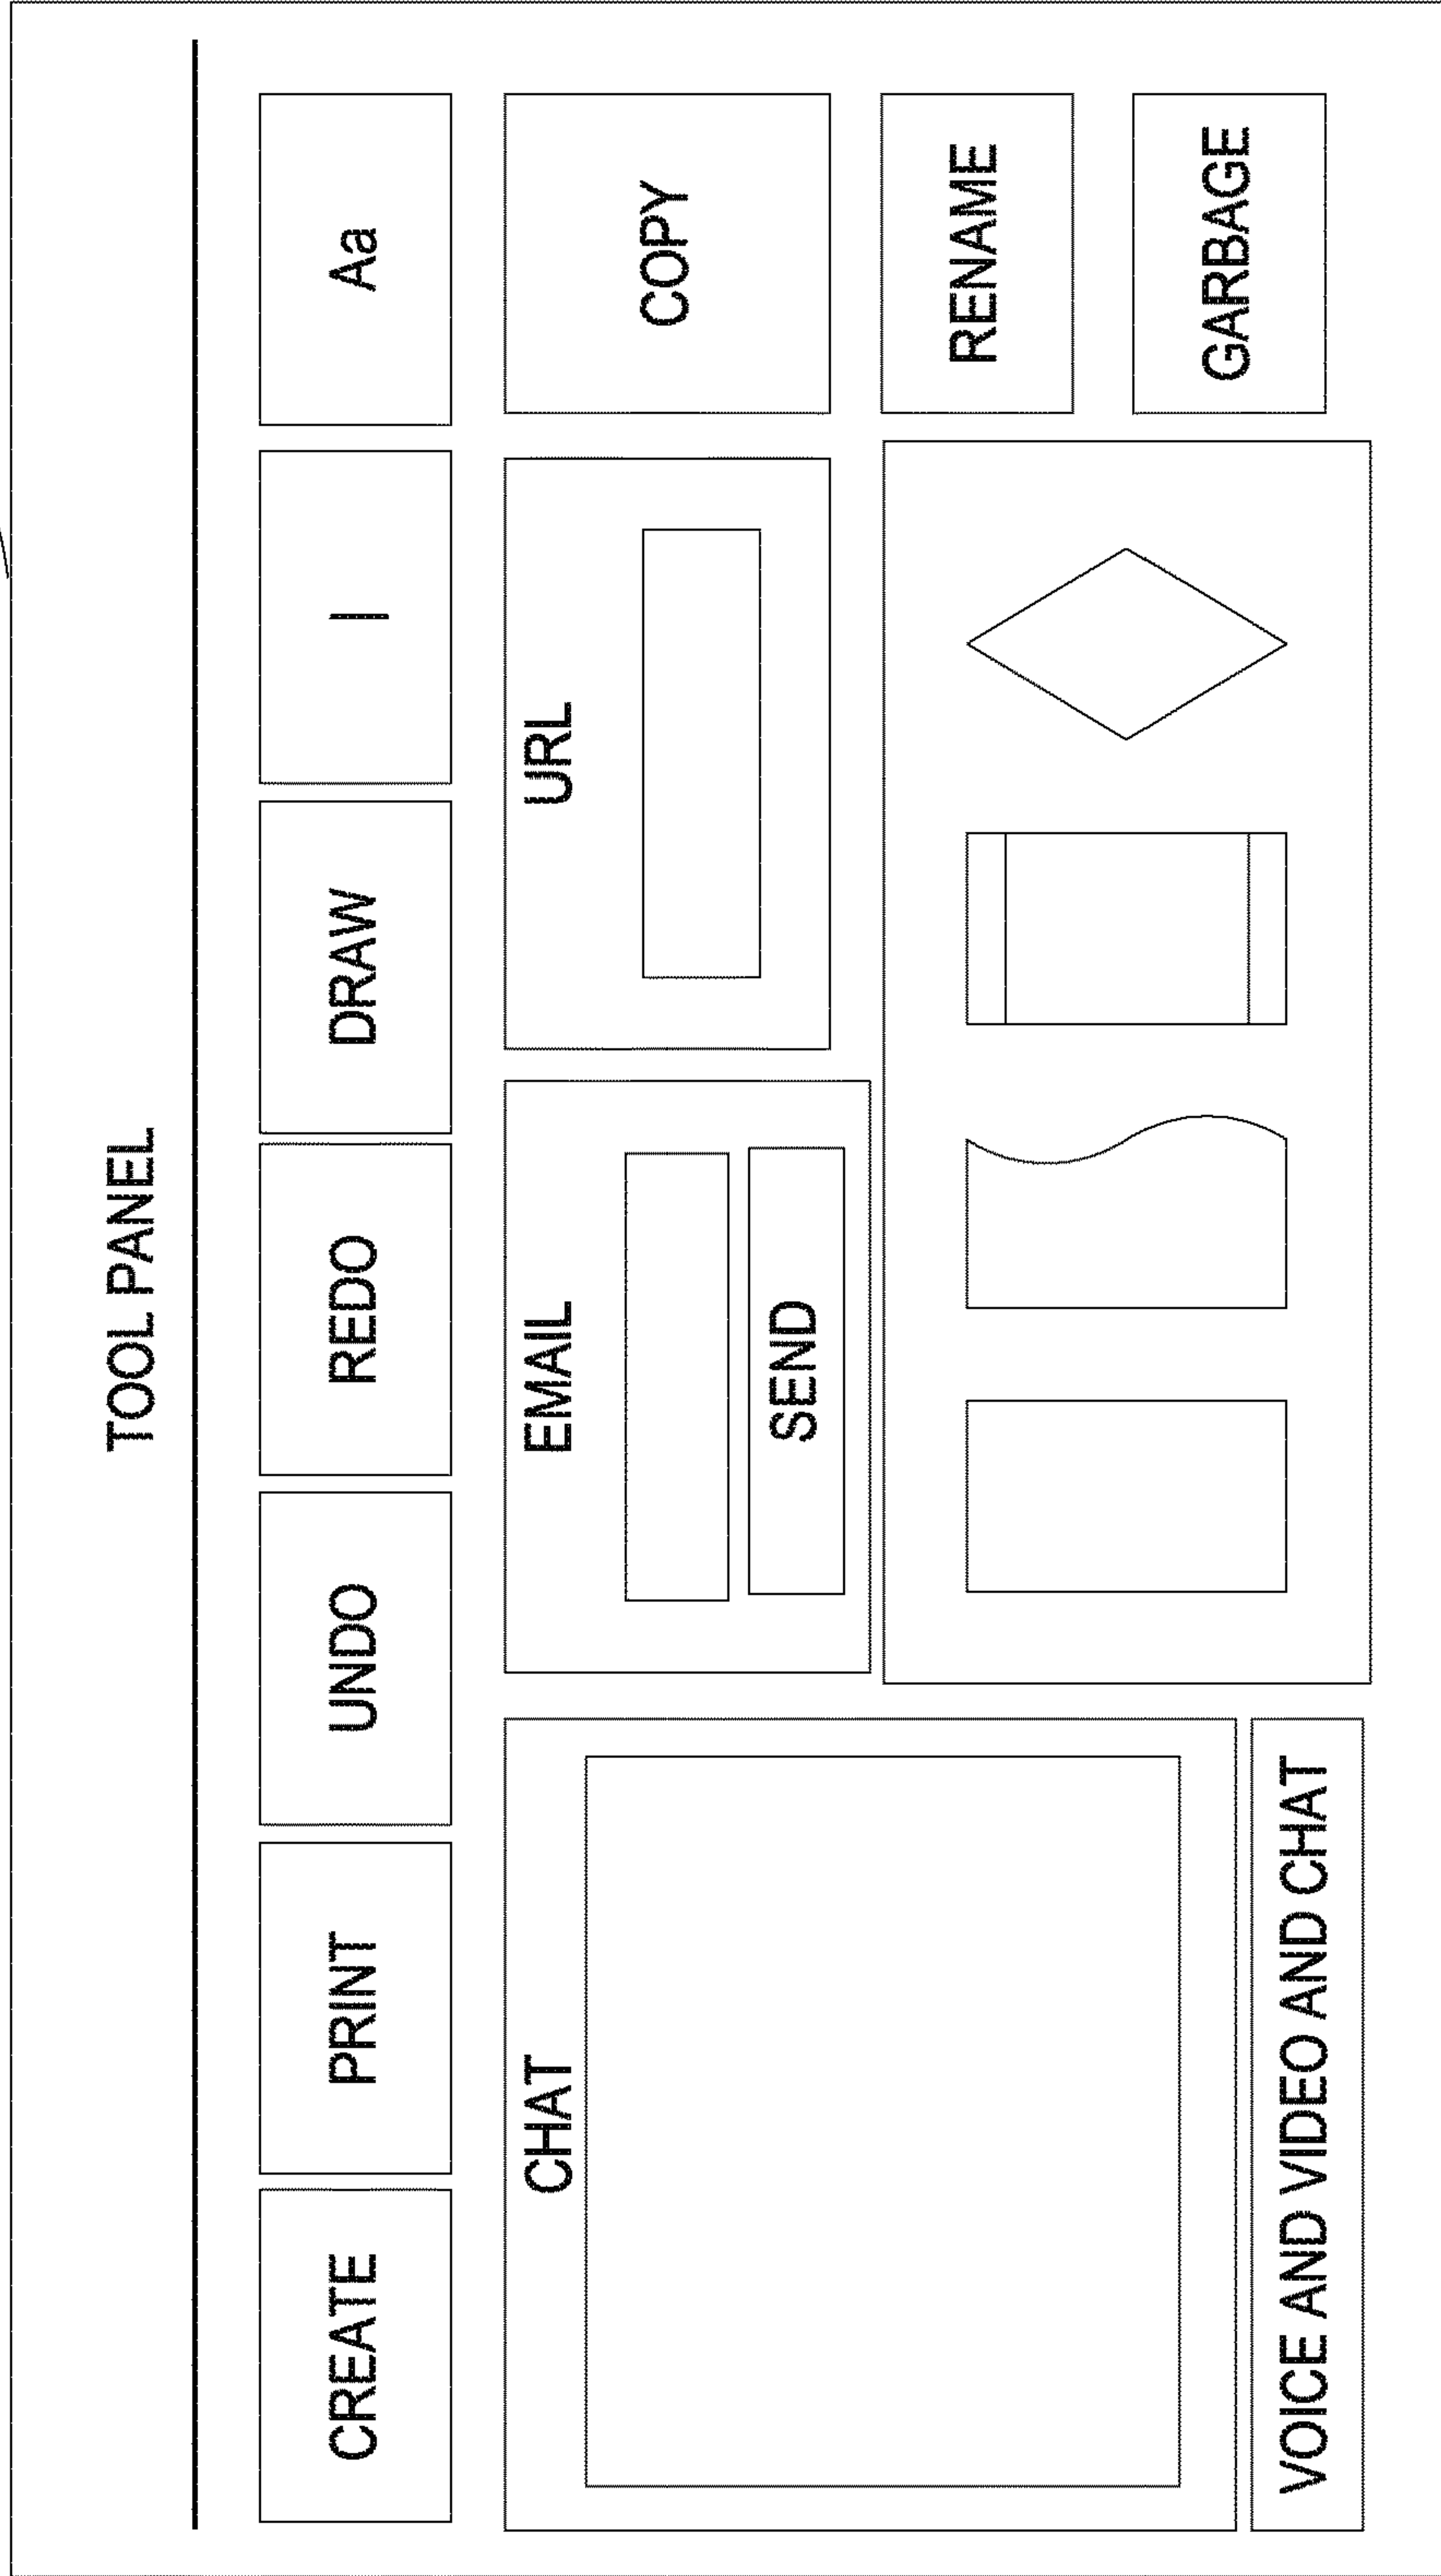 TOOL PANEL
CREATE
PRINT
UNDO
REDO
DRAW
I
Aa
CHAT
EMAIL
SEND
URL
COPY
RENAME
GARBAGE
VOICE AND VIDEO AND CHAT